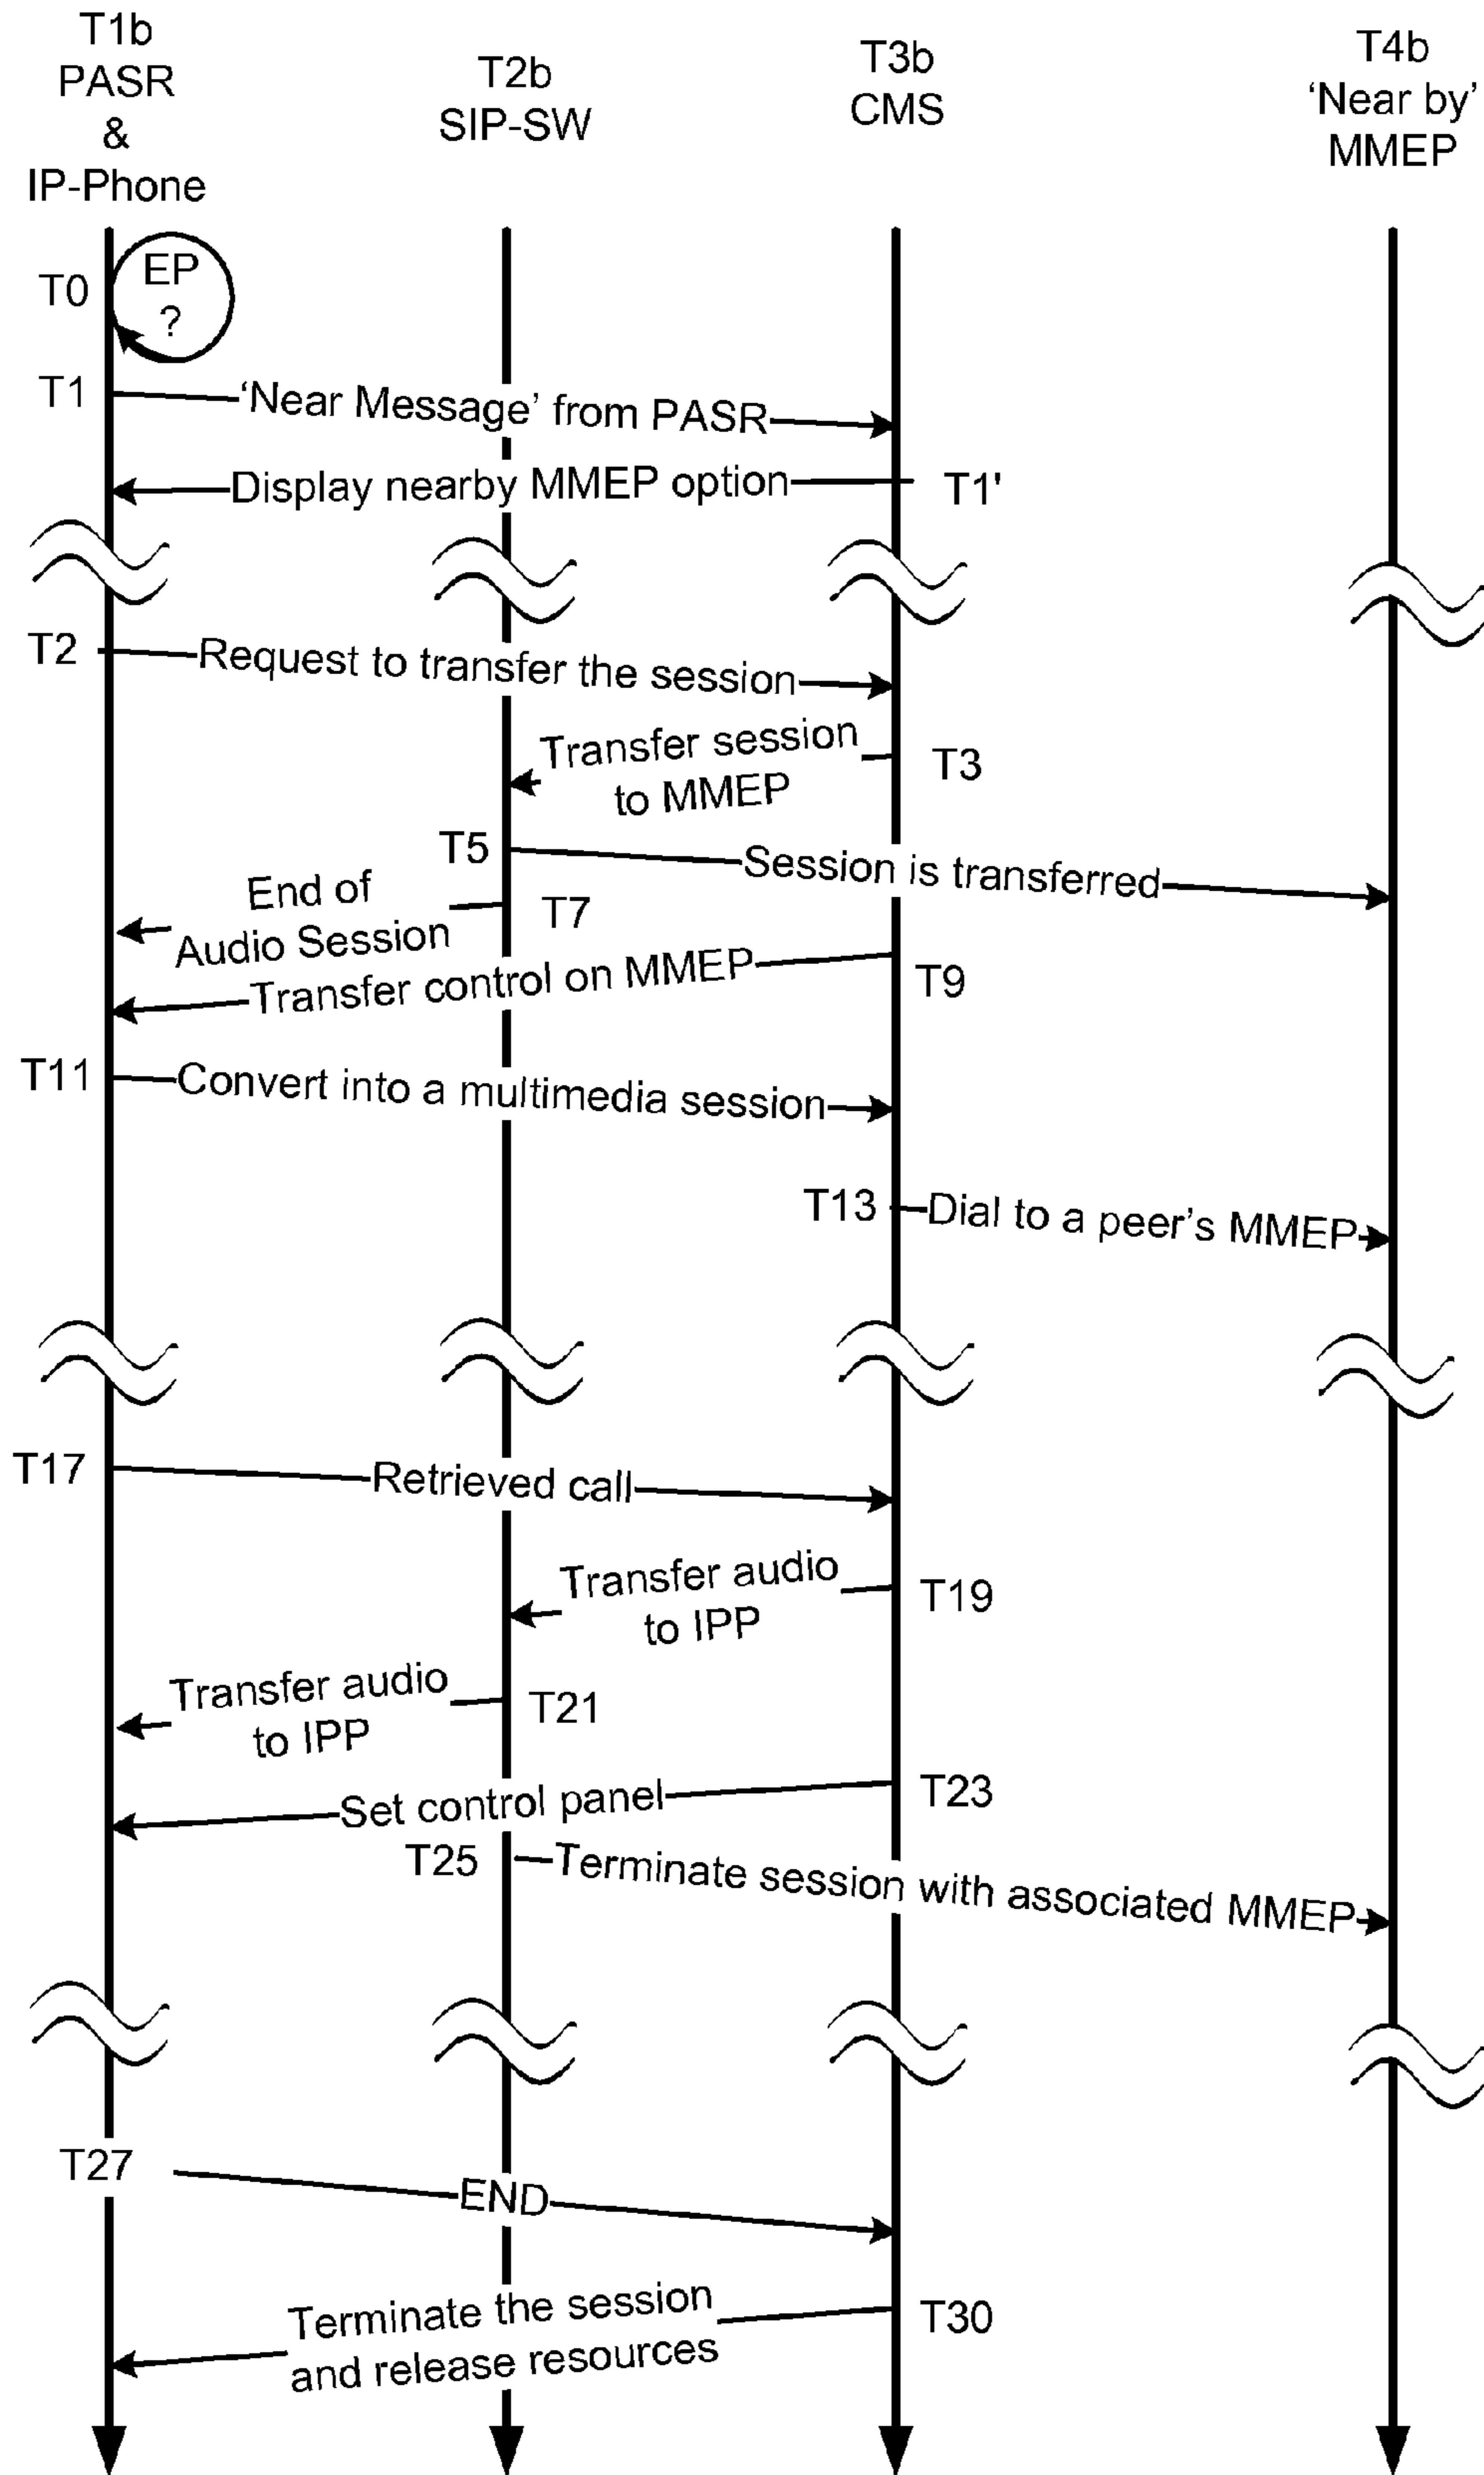 T1b
PASR
&
IP-Phone
T2b
SIP-SW
T3b
CMS
T4b
‘Near by’
MMEP
T0
EP
?
T1
‘Near Message’ from PASR
Display nearby MMEP option
T1'
T2
Request to transfer the session
Transfer session
to MMEP
T3
T5
Session is transferred
End of
Audio Session
T7
Transfer control on MMEP
T9
T11
Convert into a multimedia session
T13
Dial to a peer’s MMEP
T17
Retrieved call
Transfer audio
to IPP
T19
Transfer audio
to IPP
T21
Set control panel
T23
T25
Terminate session with associated MMEP
T27
END
Terminate the session
and release resources
T30